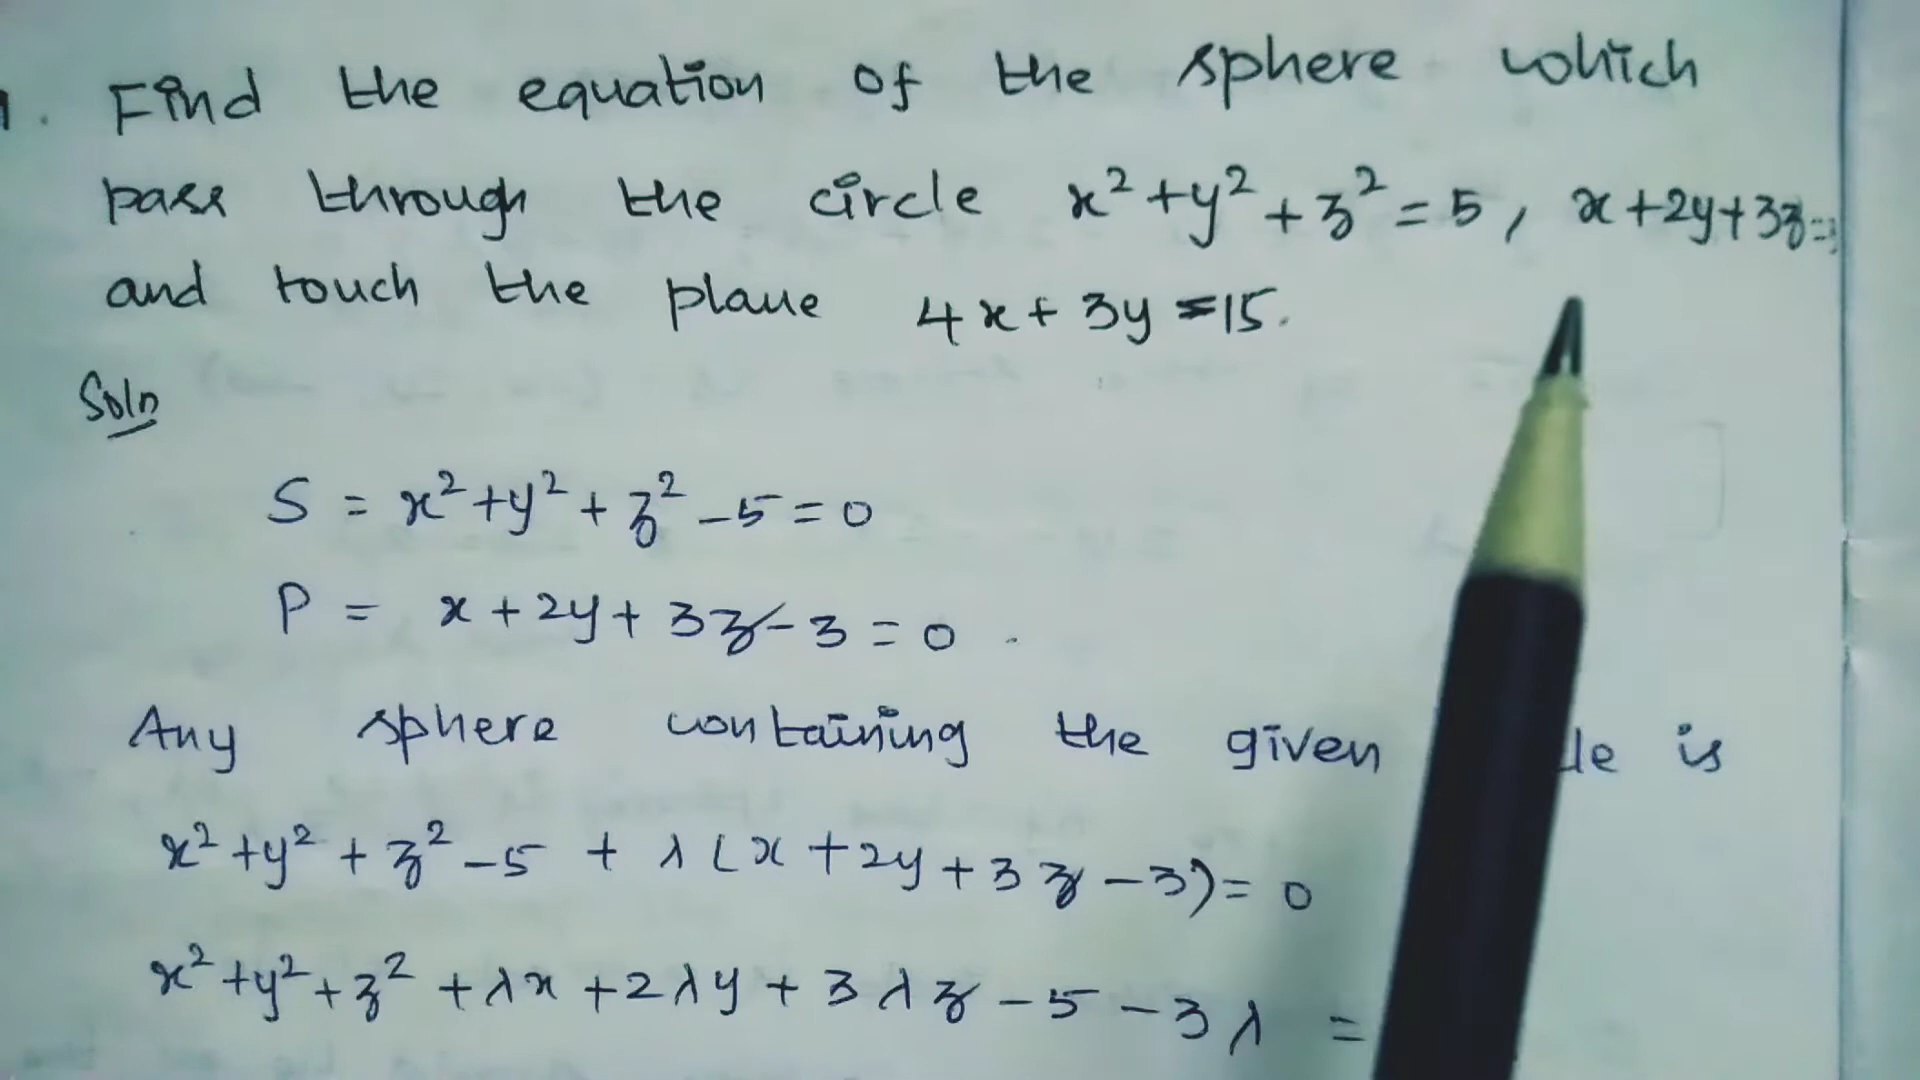 1. Find the equation of the sphere which
pass through the circle x²+y²+z²=5, x+2y+3z=
and touch the plane 4x+3y=15.
Soln
S = x²+y²+z²-5=0
P = x+2y+3z-3=0.
Any sphere containing the given le is
x²+y²+z²-5 + λ(x+2y+3z-3)=0
x²+y²+z²+λx+2λy+3λz-5-3λ =